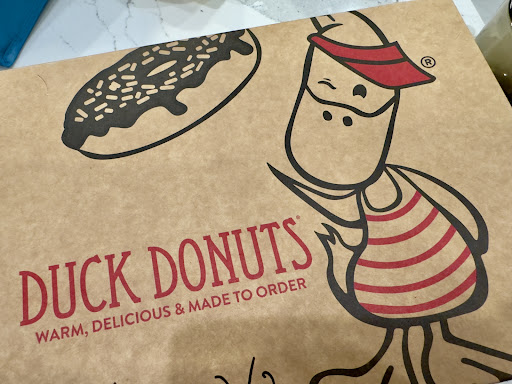 DUCK DONUTS®
WARM, DELICIOUS & MADE TO ORDER
®